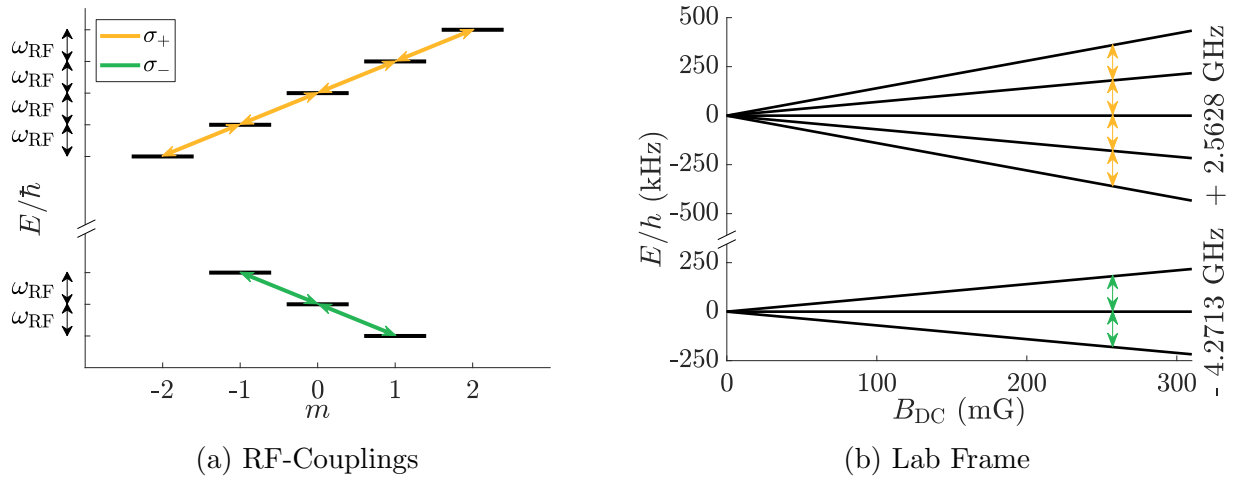 σ₊
σ₋
ω_RF
ω_RF
ω_RF
ω_RF
ω_RF
ω_RF
E/ħ
-2 -1 0 1 2
m
(a) RF-Couplings
500
250
0
-250
-500
250
0
-250
E/h (kHz)
0 100 200 300
B_DC (mG)
- 4.2713 GHz + 2.5628 GHz
(b) Lab Frame